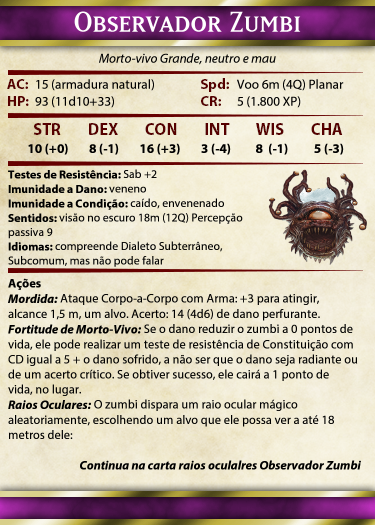 Observador Zumbi
Morto-vivo Grande, neutro e mau
AC: 15 (armadura natural) Spd: Voo 6m (4Q) Planar
HP: 93 (11d10+33) CR: 5 (1.800 XP)
STR DEX CON INT WIS CHA
10 (+0) 8 (-1) 16 (+3) 3 (-4) 8 (-1) 5 (-3)
Testes de Resistência: Sab +2
Imunidade a Dano: veneno
Imunidade a Condição: caído, envenenado
Sentidos: visão no escuro 18m (12Q) Percepção
passiva 9
Idiomas: compreende Dialeto Subterrâneo,
Subcomum, mas não pode falar
Ações
Mordida: Ataque Corpo-a-Corpo com Arma: +3 para atingir,
alcance 1,5 m, um alvo. Acerto: 14 (4d6) de dano perfurante.
Fortitude de Morto-Vivo: Se o dano reduzir o zumbi a 0 pontos de
vida, ele pode realizar um teste de resistência de Constituição com
CD igual a 5 + o dano sofrido, a não ser que o dano seja radiante ou
de um acerto crítico. Se obtiver sucesso, ele cairá a 1 ponto de
vida, no lugar.
Raios Oculares: O zumbi dispara um raio ocular mágico
aleatoriamente, escolhendo um alvo que ele possa ver a até 18
metros dele:
Continua na carta raios oculalres Observador Zumbi